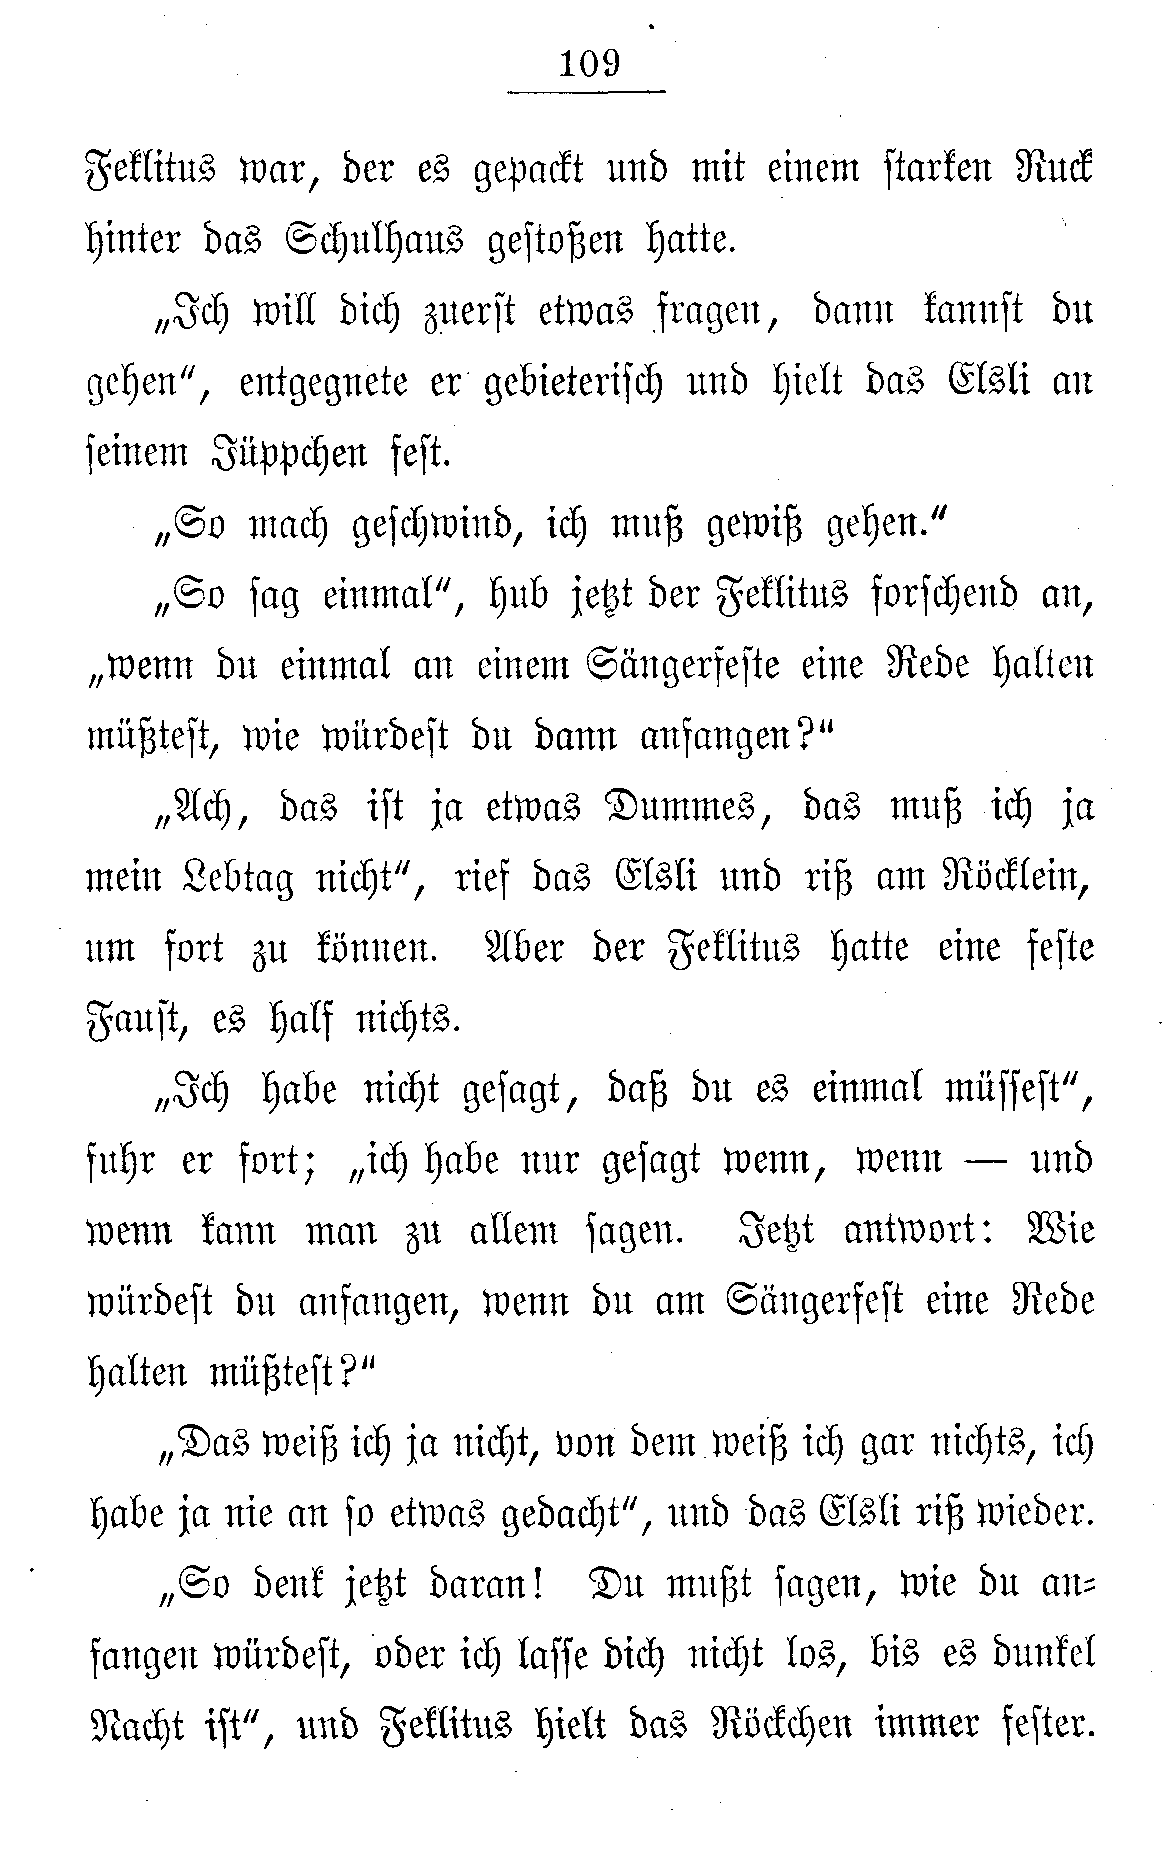 109
Feklitus war, der es gepackt und mit einem starken Ruck
hinter das Schulhaus gestoßen hatte.
„Ich will dich zuerst etwas fragen, dann kannst du
gehen“, entgegnete er gebieterisch und hielt das Elsli an
seinem Jüppchen fest.
„So mach geschwind, ich muß gewiß gehen.“
„So sag einmal“, hub jetzt der Feklitus forschend an,
„wenn du einmal an einem Sängerfeste eine Rede halten
müßtest, wie würdest du dann anfangen?“
„Ach, das ist ja etwas Dummes, das muß ich ja
mein Lebtag nicht“, rief das Elsli und riß am Röcklein,
um fort zu können. Aber der Feklitus hatte eine feste
Faust, es half nichts.
„Ich habe nicht gesagt, daß du es einmal müssest“,
fuhr er fort; „ich habe nur gesagt wenn, wenn — und
wenn kann man zu allem sagen. Jetzt antwort: Wie
würdest du anfangen, wenn du am Sängerfest eine Rede
halten müßtest?“
„Das weiß ich ja nicht, von dem weiß ich gar nichts, ich
habe ja nie an so etwas gedacht“, und das Elsli riß wieder.
„So denk jetzt daran! Du mußt sagen, wie du an-
fangen würdest, oder ich lasse dich nicht los, bis es dunkel
Nacht ist“, und Feklitus hielt das Röckchen immer fester.